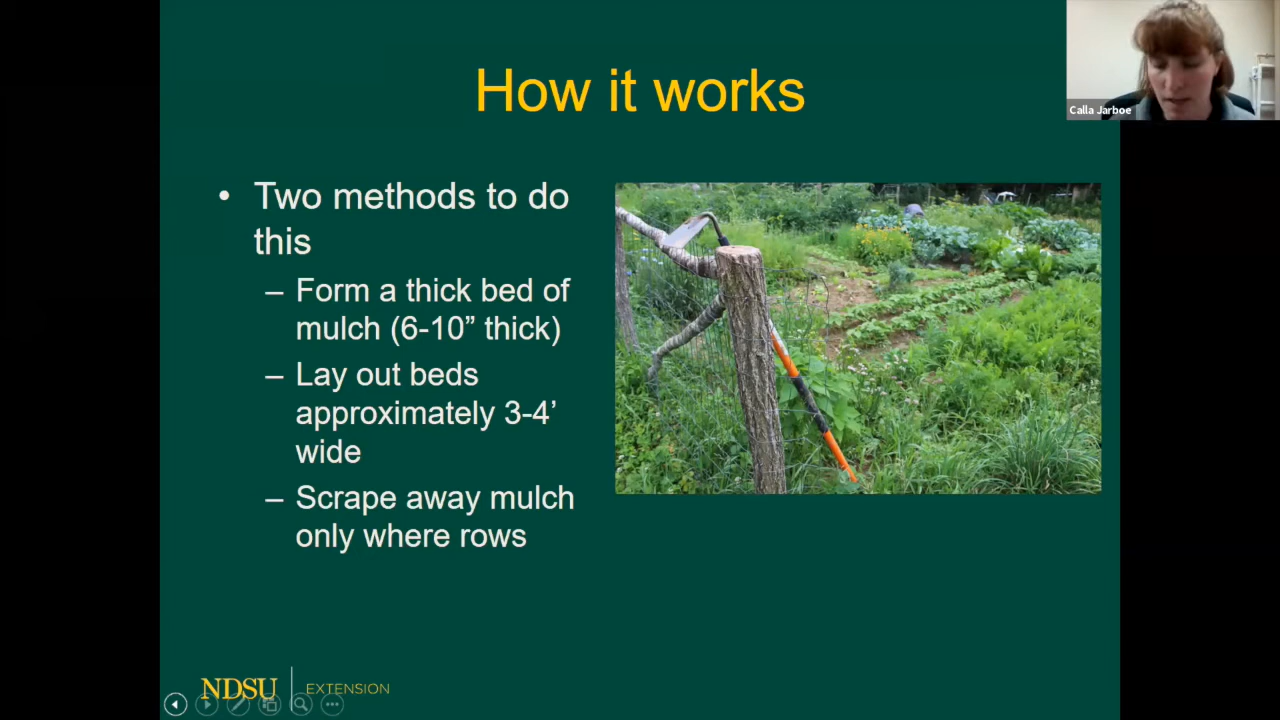 How it works
Calla Jarboe
• Two methods to do
this
– Form a thick bed of
mulch (6-10” thick)
– Lay out beds
approximately 3-4’
wide
– Scrape away mulch
only where rows
NDSU EXTENSION